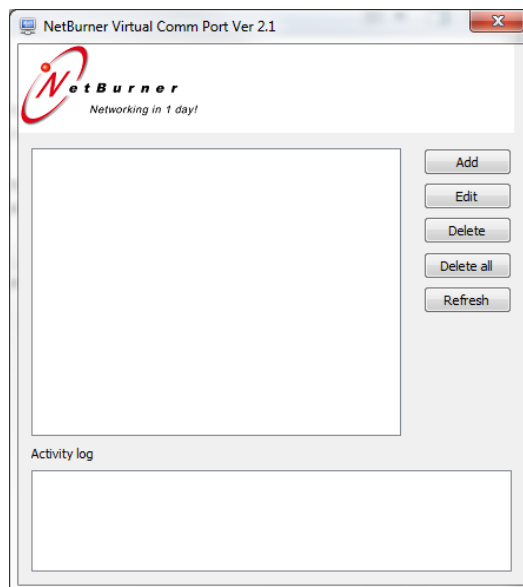 NetBurner Virtual Comm Port Ver 2.1
NetBurner
Networking in 1 day!
Add
Edit
Delete
Delete all
Refresh
Activity log